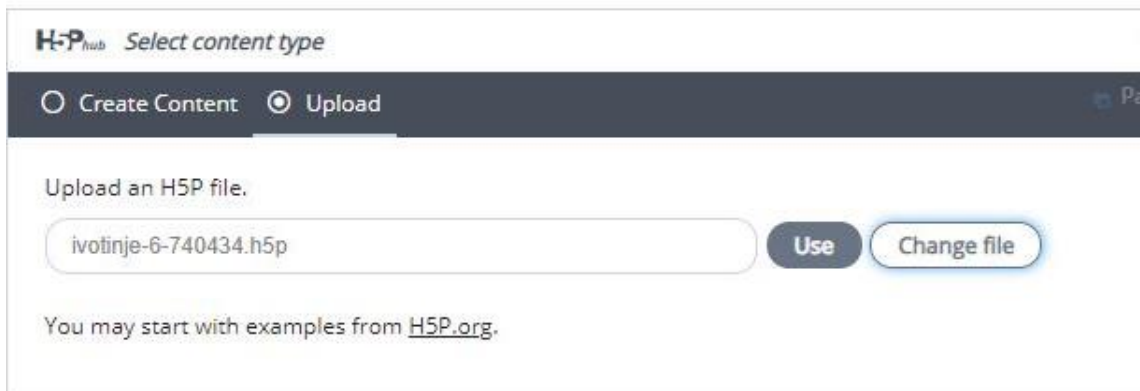 H5P hub Select content type
Create Content Upload Pa
Upload an H5P file.
ivotinje-6-740434.h5p Use Change file
You may start with examples from H5P.org.